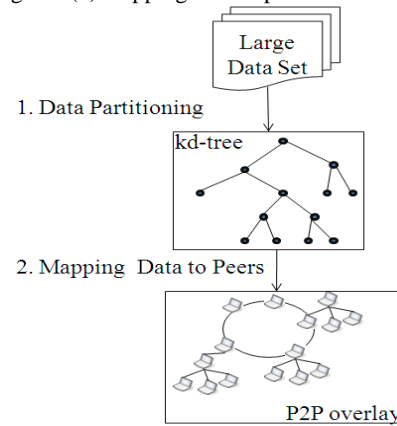 Large
Data Set
1. Data Partitioning
kd-tree
2. Mapping Data to Peers
P2P overlay